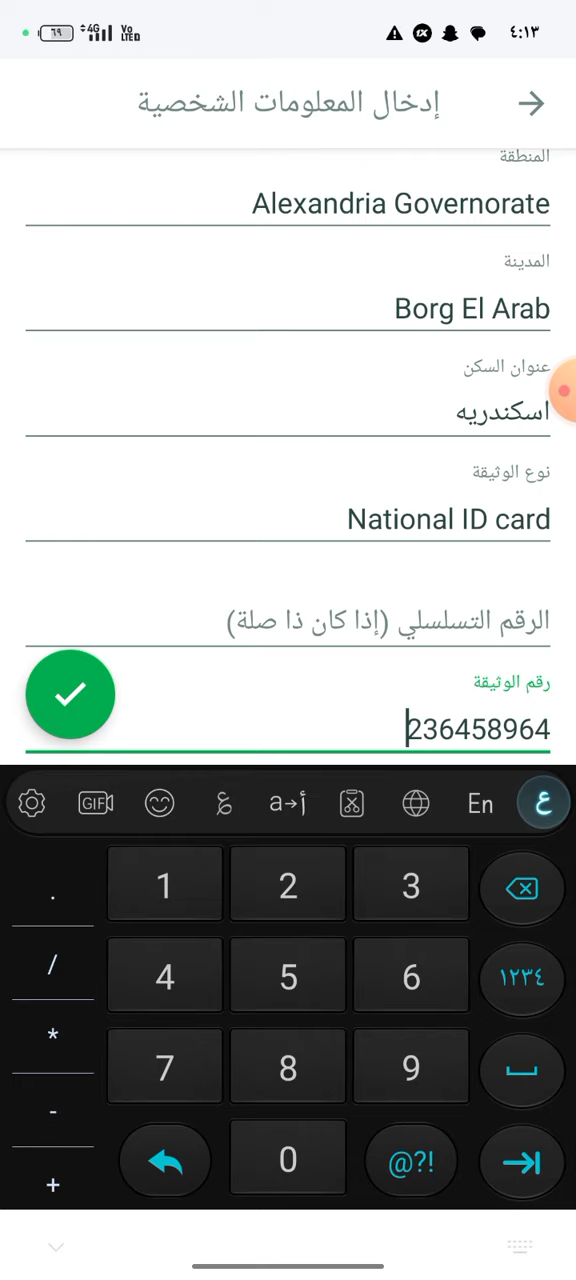 ٦٩ 4G Vo LTE 1X ٤:١٣
إدخال المعلومات الشخصية
المنطقة
Alexandria Governorate
المدينة
Borg El Arab
عنوان السكن
اسكندريه
نوع الوثيقة
National ID card
الرقم التسلسلي (إذا كان ذا صلة)
رقم الوثيقة
236458964
GIF a→أ En ع
. 1 2 3
/ 4 5 6 ١٢٣٤
* 7 8 9
-
+ 0 @?!